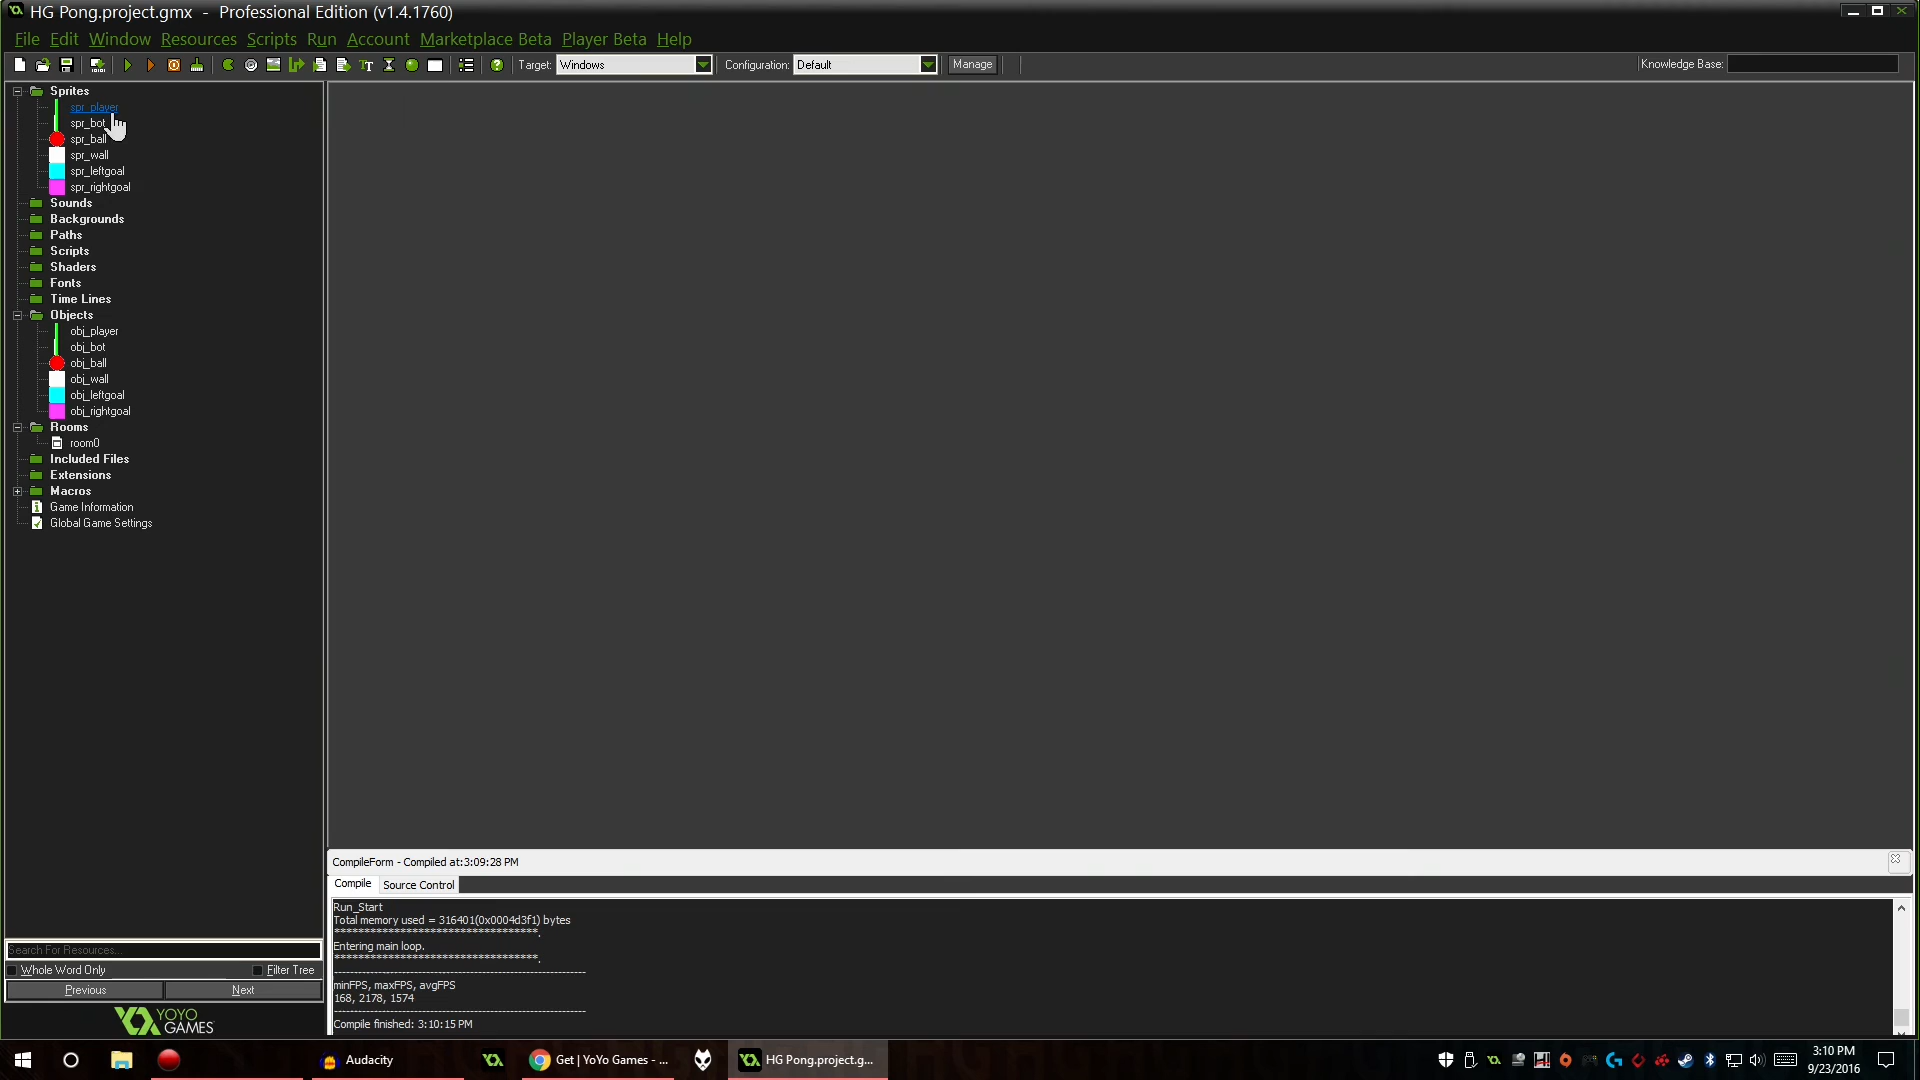 HG Pong.project.gmx - Professional Edition (v1.4.1760)
File Edit Window Resources Scripts Run Account Marketplace Beta Player Beta Help
Target: Windows Configuration: Default Manage Knowledge Base:
Sprites
spr_player
spr_bot
spr_ball
spr_wall
spr_leftgoal
spr_rightgoal
Sounds
Backgrounds
Paths
Scripts
Shaders
Fonts
Time Lines
Objects
obj_player
obj_bot
obj_ball
obj_wall
obj_leftgoal
obj_rightgoal
Rooms
room0
Included Files
Extensions
Macros
Game Information
Global Game Settings
Search For Resources...
Whole Word Only Filter Tree
Previous Next
YOYO
GAMES
CompileForm - Compiled at:3:09:28 PM
Compile Source Control
Run_Start
Total memory used = 316401(0x0004d3f1) bytes
**********************************.
Entering main loop.
**********************************.
---------------------------------------------------------------
minFPS, maxFPS, avgFPS
168, 2178, 1574
---------------------------------------------------------------
Compile finished: 3:10:15 PM
Audacity
Get | YoYo Games - ...
HG Pong.project.g...
3:10 PM
9/23/2016